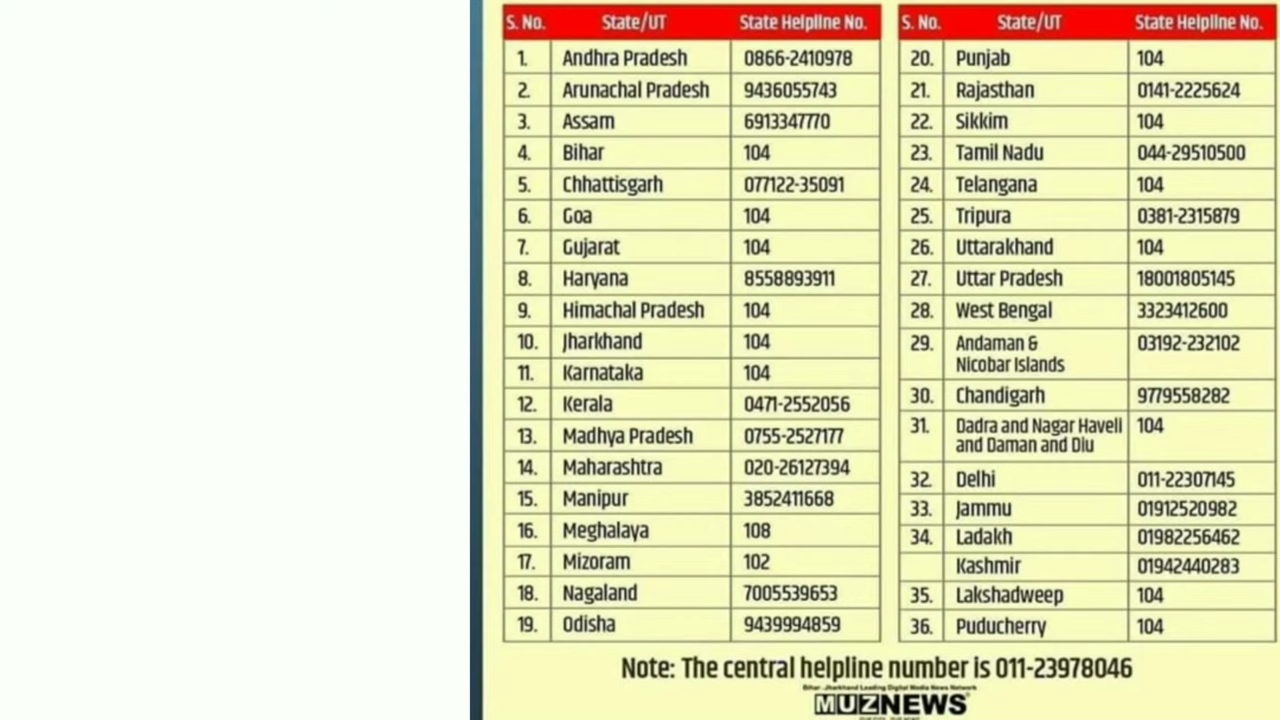 S. No. State/UT State Helpline No.
1. Andhra Pradesh 0866-2410978
2. Arunachal Pradesh 9436055743
3. Assam 6913347770
4. Bihar 104
5. Chhattisgarh 077122-35091
6. Goa 104
7. Gujarat 104
8. Haryana 8558893911
9. Himachal Pradesh 104
10. Jharkhand 104
11. Karnataka 104
12. Kerala 0471-2552056
13. Madhya Pradesh 0755-2527177
14. Maharashtra 020-26127394
15. Manipur 3852411668
16. Meghalaya 108
17. Mizoram 102
18. Nagaland 7005539653
19. Odisha 9439994859
S. No. State/UT State Helpline No.
20. Punjab 104
21. Rajasthan 0141-2225624
22. Sikkim 104
23. Tamil Nadu 044-29510500
24. Telangana 104
25. Tripura 0381-2315879
26. Uttarakhand 104
27. Uttar Pradesh 18001805145
28. West Bengal 3323412600
29. Andaman & 03192-232102
Nicobar Islands
30. Chandigarh 9779558282
31. Dadra and Nagar Haveli 104
and Daman and Diu
32. Delhi 011-22307145
33. Jammu 01912520982
34. Ladakh 01982256462
Kashmir 01942440283
35. Lakshadweep 104
36. Puducherry 104
Note: The central helpline number is 011-23978046
Bihar-Jharkhand Leading Digital Media News Network
MUZNEWS